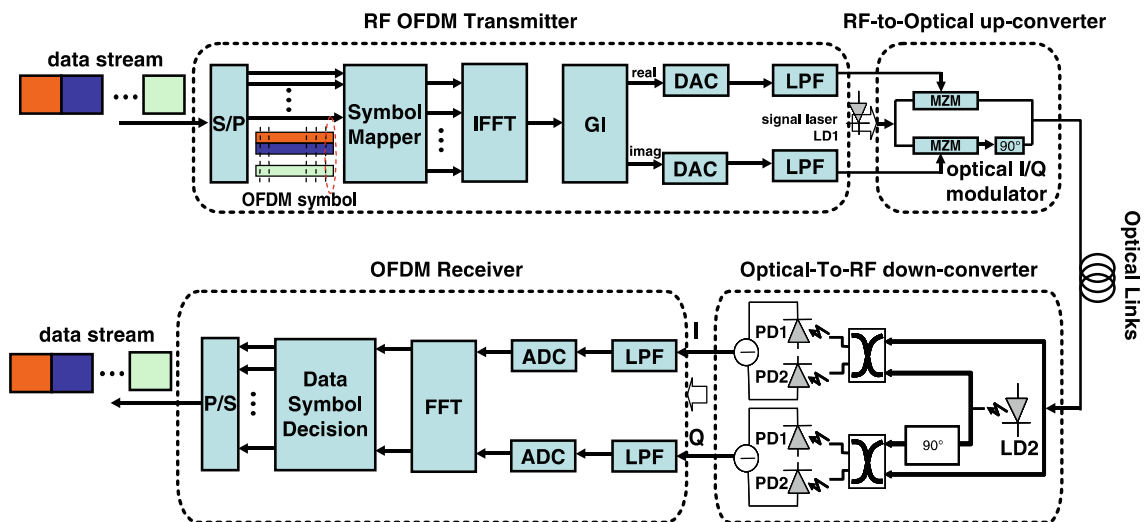 RF OFDM Transmitter
RF-to-Optical up-converter
data stream
S/P
Symbol
Mapper
OFDM symbol
IFFT
GI
real
imag
DAC
LPF
DAC
LPF
signal laser
LD1
MZM
MZM
90°
optical I/Q
modulator
Optical Links
OFDM Receiver
Optical-To-RF down-converter
data stream
P/S
Data
Symbol
Decision
FFT
ADC
LPF
I
ADC
LPF
Q
PD1
PD2
PD1
PD2
90°
LD2